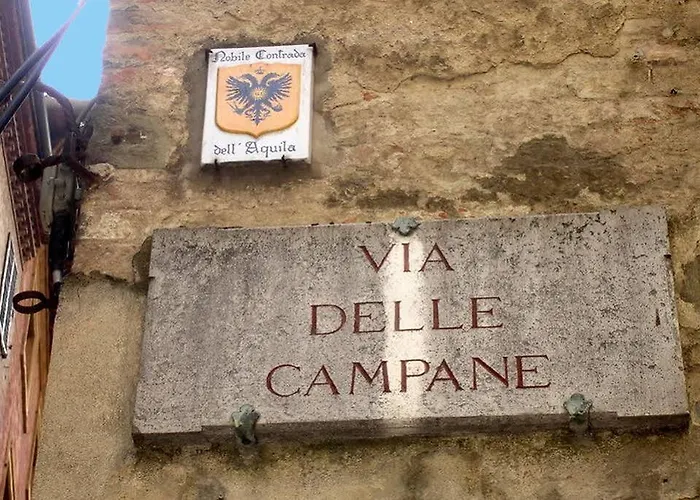 Nobile Contrada
dell'Aquila
VIA
DELLE
CAMPANE